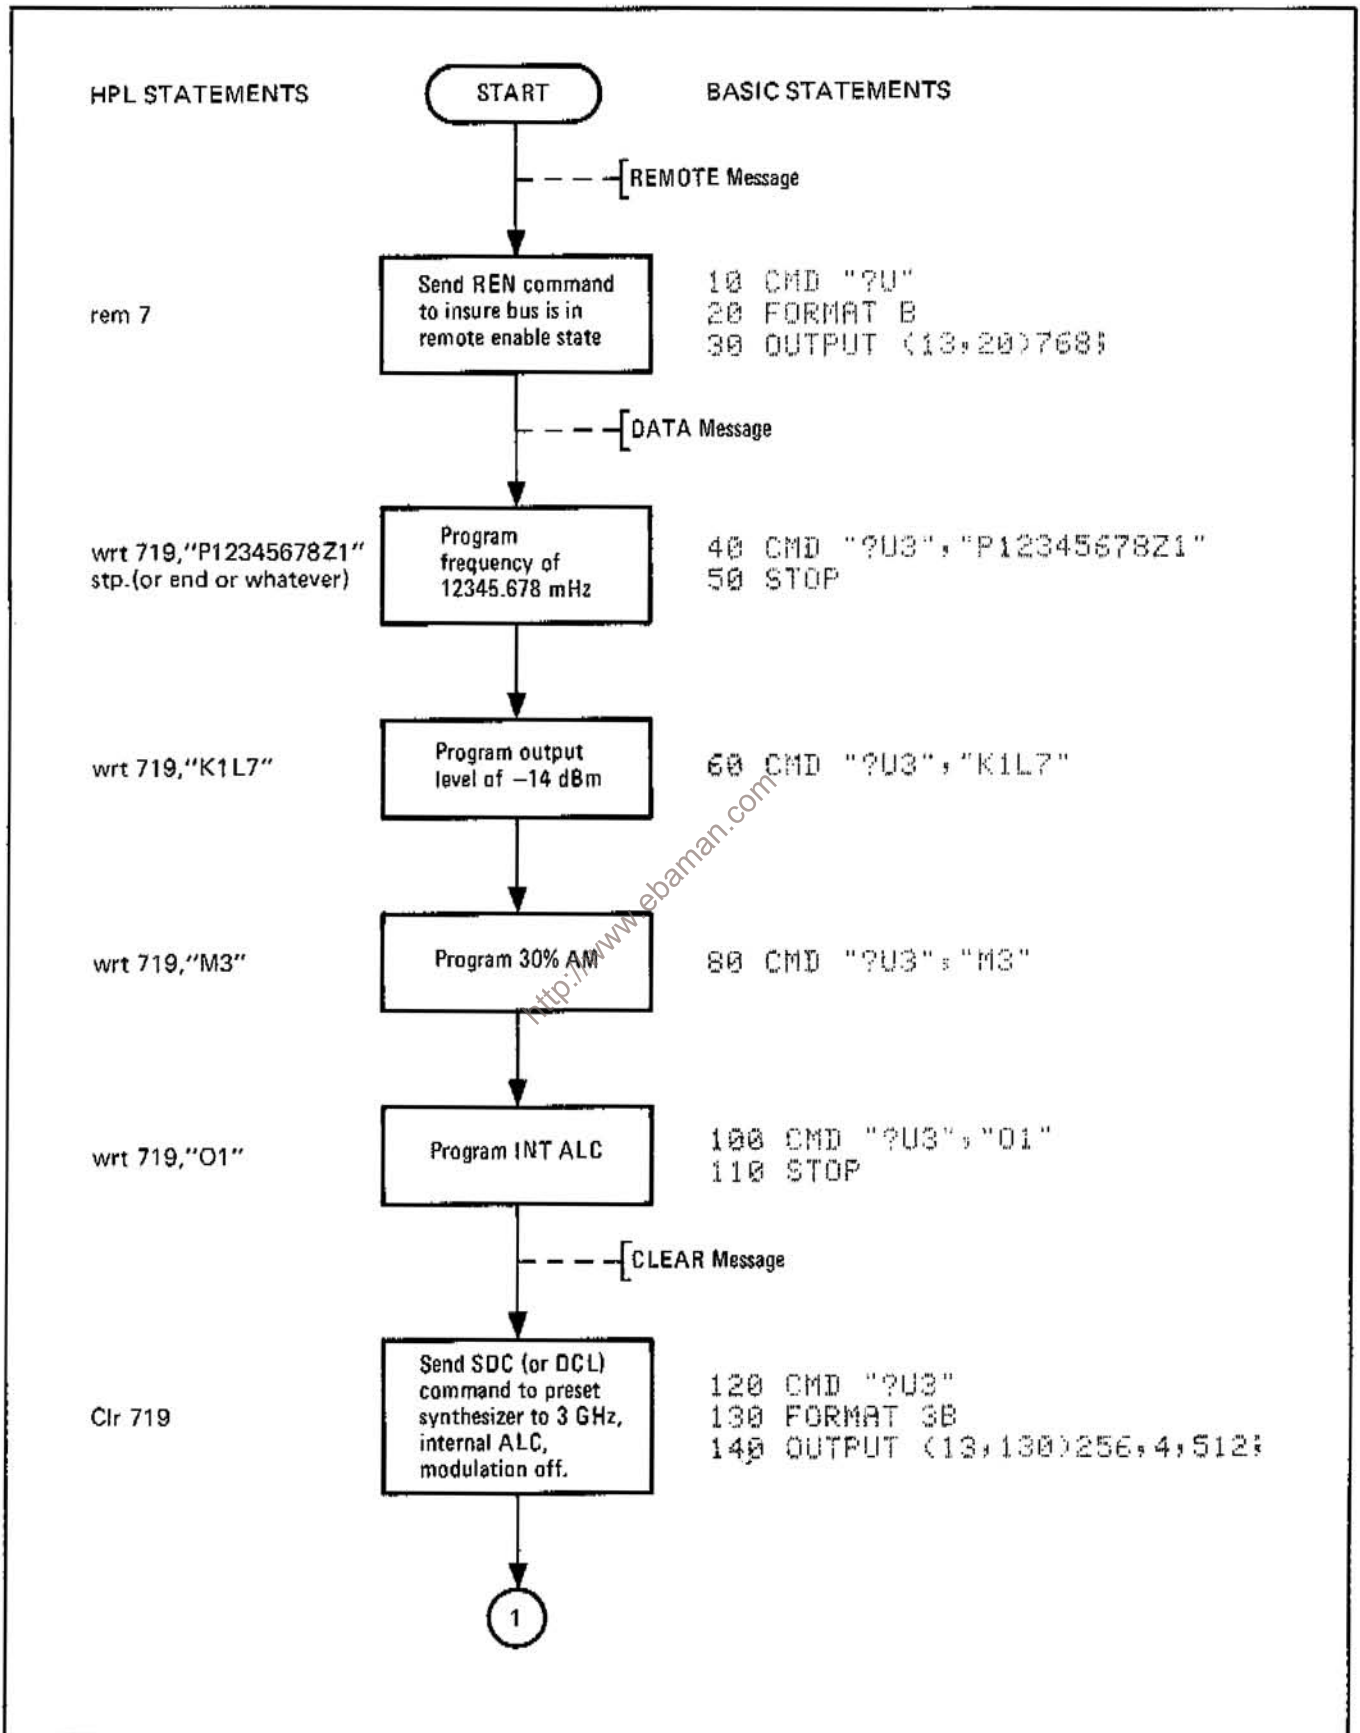 HPL STATEMENTS
START
BASIC STATEMENTS
REMOTE Message
rem 7
Send REN command
to insure bus is in
remote enable state
10 CMD "?U"
20 FORMAT B
30 OUTPUT (13,20)768;
DATA Message
wrt 719,"P12345678Z1"
stp.(or end or whatever)
Program
frequency of
12345.678 mHz
40 CMD "?U3","P12345678Z1"
50 STOP
wrt 719,"K1L7"
Program output
level of −14 dBm
60 CMD "?U3","K1L7"
wrt 719,"M3"
Program 30% AM
80 CMD "?U3","M3"
wrt 719,"O1"
Program INT ALC
100 CMD "?U3","O1"
110 STOP
CLEAR Message
Clr 719
Send SDC (or DCL)
command to preset
synthesizer to 3 GHz,
internal ALC,
modulation off.
120 CMD "?U3"
130 FORMAT 3B
140 OUTPUT (13,130)256,4,512;
1
http://www.ebaman.com